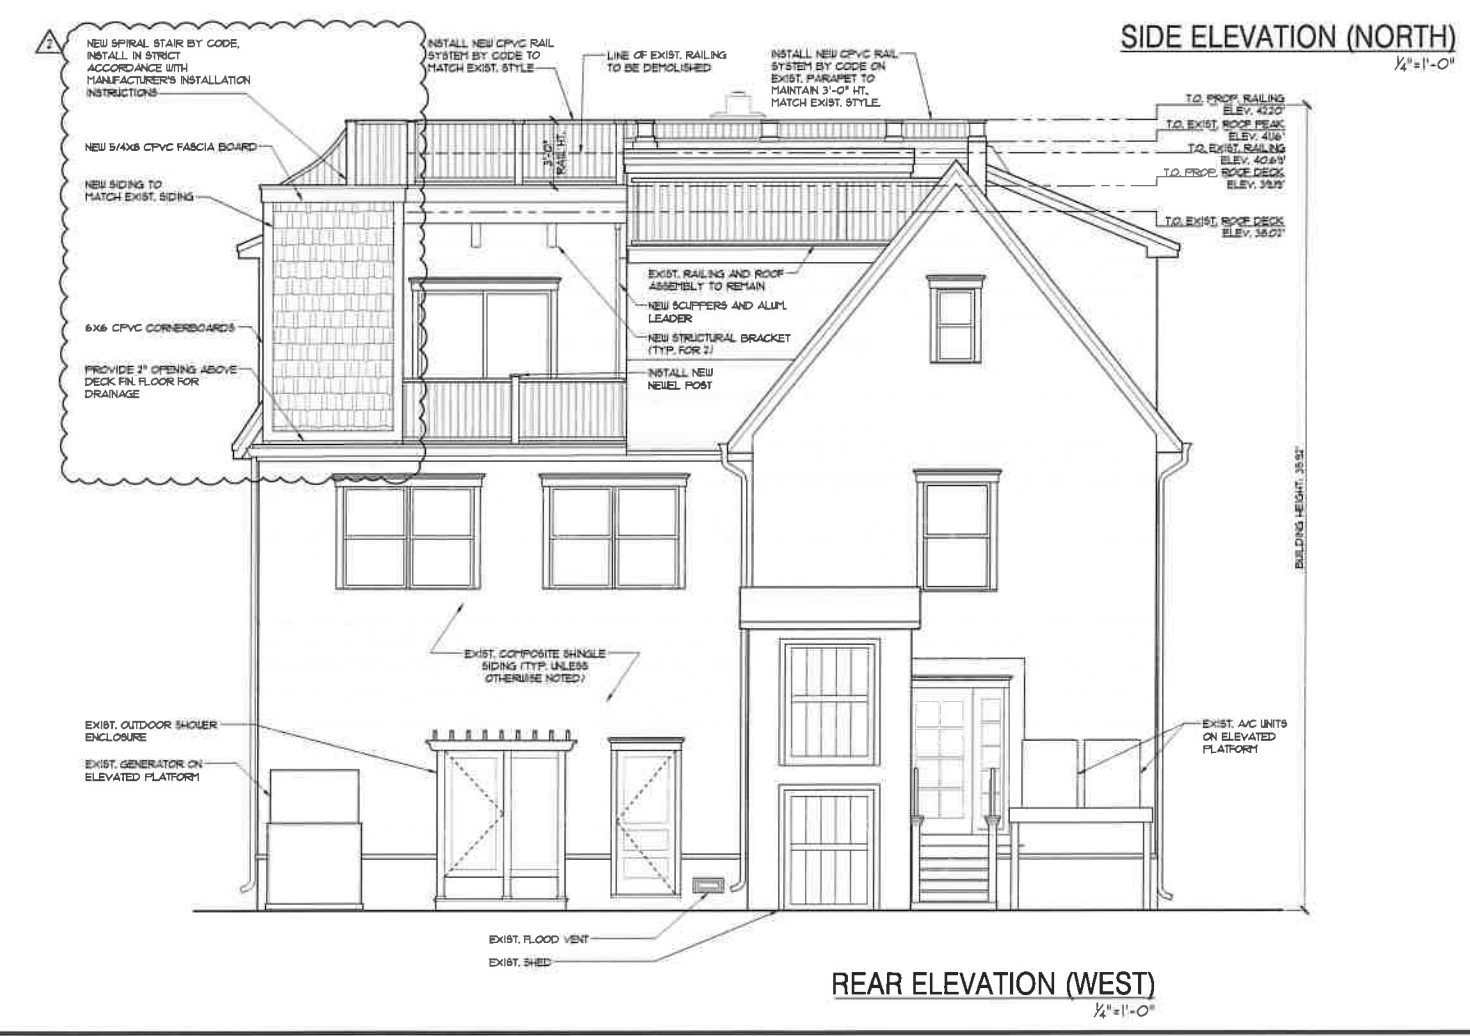 SIDE ELEVATION (NORTH)
¼"=1'-0"
2
NEW SPIRAL STAIR BY CODE,
INSTALL IN STRICT
ACCORDANCE WITH
MANUFACTURER'S INSTALLATION
INSTRUCTIONS
NEW 5/4X8 CPVC FASCIA BOARD
NEW SIDING TO
MATCH EXIST. SIDING
6X6 CPVC CORNERBOARDS
PROVIDE 2" OPENING ABOVE
DECK FIN. FLOOR FOR
DRAINAGE
INSTALL NEW CPVC RAIL
SYSTEM BY CODE TO
MATCH EXIST. STYLE
LINE OF EXIST. RAILING
TO BE DEMOLISHED
INSTALL NEW CPVC RAIL
SYSTEM BY CODE ON
EXIST. PARAPET TO
MAINTAIN 3'-0" HT.
MATCH EXIST. STYLE.
3'-0"
RAIL HT.
T.O. PROP. RAILING
ELEV. 42.20'
T.O. EXIST. ROOF PEAK
ELEV. 41.16'
T.O. EXIST. RAILING
ELEV. 40.69'
T.O. PROP. ROOF DECK
ELEV. 39.19'
T.O. EXIST. ROOF DECK
ELEV. 38.02'
EXIST. RAILING AND ROOF
ASSEMBLY TO REMAIN
NEW SCUPPERS AND ALUM.
LEADER
NEW STRUCTURAL BRACKET
(TYP. FOR 2)
INSTALL NEW
NEWEL POST
BUILDING HEIGHT:
EXIST. COMPOSITE SHINGLE
SIDING (TYP. UNLESS
OTHERWISE NOTED)
EXIST. OUTDOOR SHOWER
ENCLOSURE
EXIST. GENERATOR ON
ELEVATED PLATFORM
EXIST. A/C UNITS
ON ELEVATED
PLATFORM
EXIST. FLOOD VENT
EXIST. SHED
REAR ELEVATION (WEST)
¼"=1'-0"